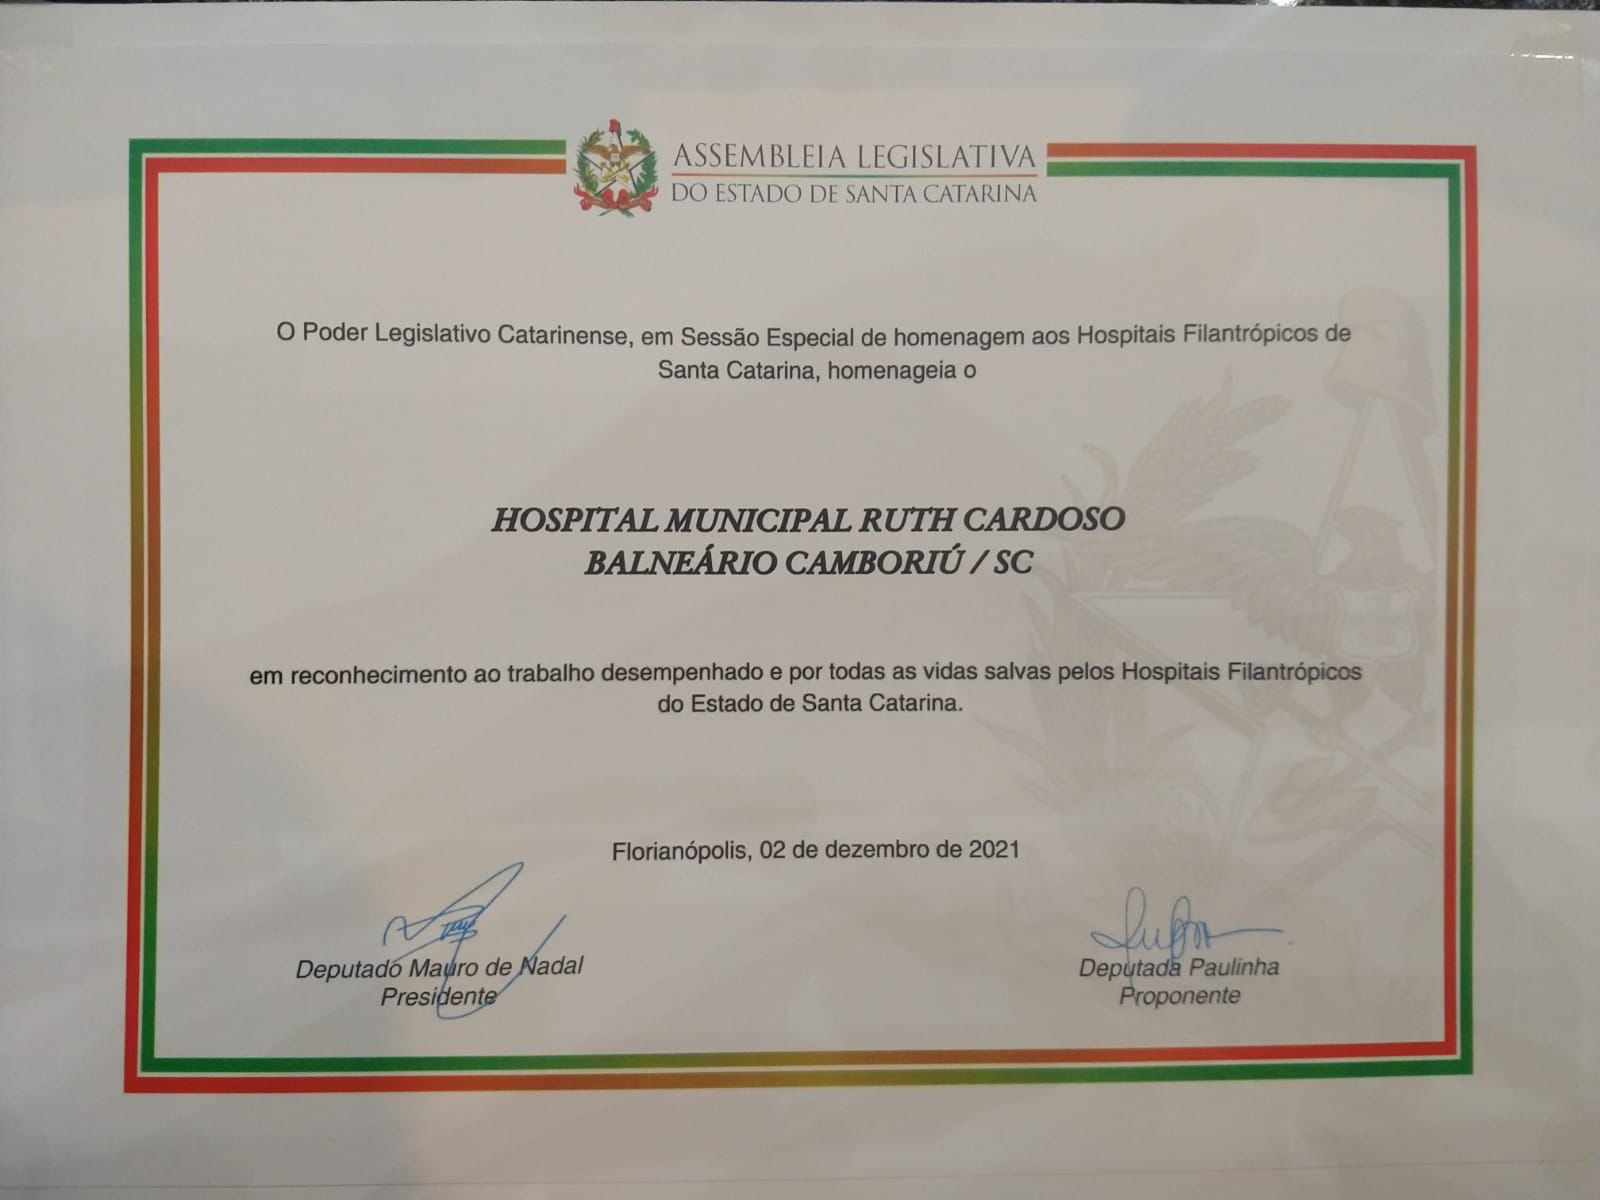 ASSEMBLEIA LEGISLATIVA
DO ESTADO DE SANTA CATARINA
O Poder Legislativo Catarinense, em Sessão Especial de homenagem aos Hospitais Filantrópicos de
Santa Catarina, homenageia o
HOSPITAL MUNICIPAL RUTH CARDOSO
BALNEÁRIO CAMBORIÚ / SC
em reconhecimento ao trabalho desempenhado e por todas as vidas salvas pelos Hospitais Filantrópicos
do Estado de Santa Catarina.
Florianópolis, 02 de dezembro de 2021
Deputado Mauro de Nadal
Presidente
Deputada Paulinha
Proponente